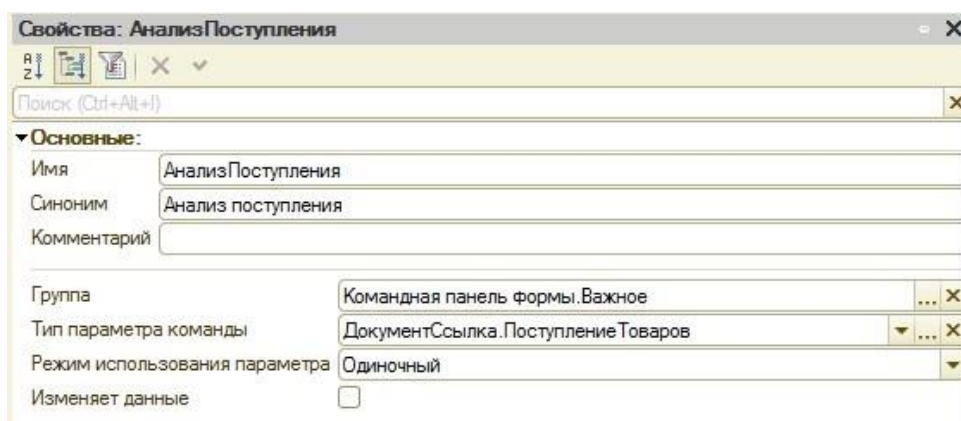 Свойства: АнализПоступления
Поиск (Ctrl+Alt+I)
Основные:
Имя АнализПоступления
Синоним Анализ поступления
Комментарий
Группа Командная панель формы.Важное ...
Тип параметра команды ДокументСсылка.ПоступлениеТоваров ...
Режим использования параметра Одиночный
Изменяет данные